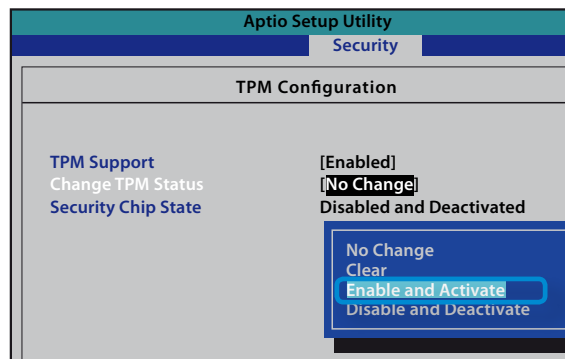 Aptio Setup Utility
Security
TPM Configuration
TPM Support [Enabled]
Change TPM Status [No Change]
Security Chip State Disabled and Deactivated
No Change
Clear
Enable and Activate
Disable and Deactivate